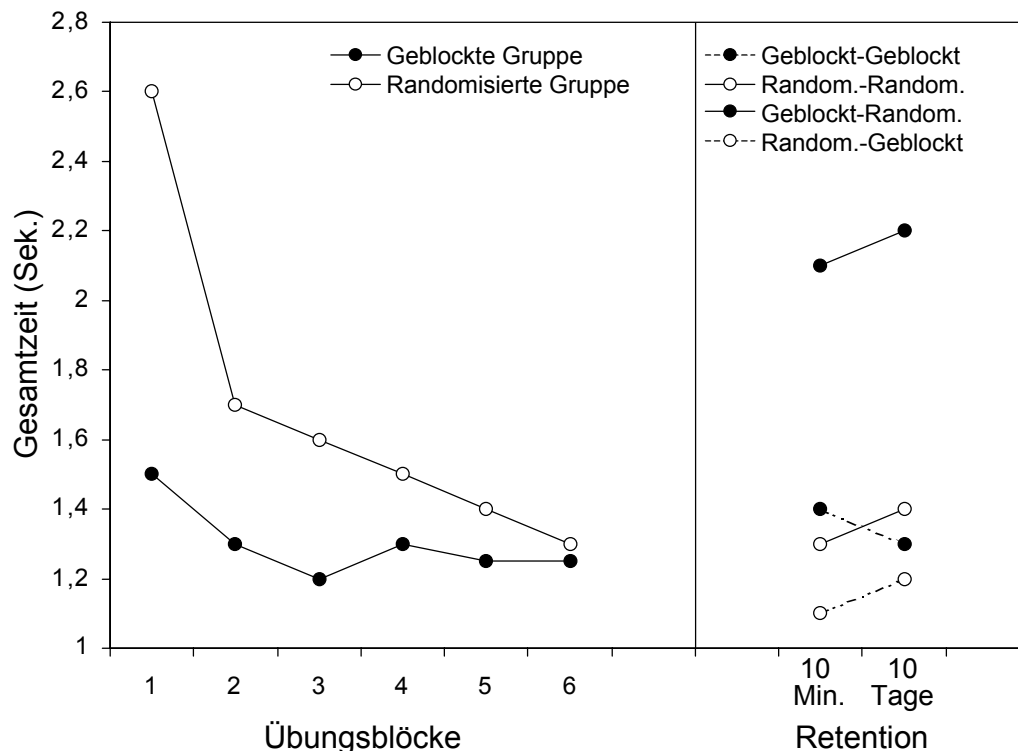 2,8
2,6
2,4
2,2
2
1,8
1,6
1,4
1,2
1
Gesamtzeit (Sek.)
Geblockte Gruppe
Randomisierte Gruppe
Geblockt-Geblockt
Random.-Random.
Geblockt-Random.
Random.-Geblockt
1 2 3 4 5 6
10 10
Min. Tage
Übungsblöcke Retention